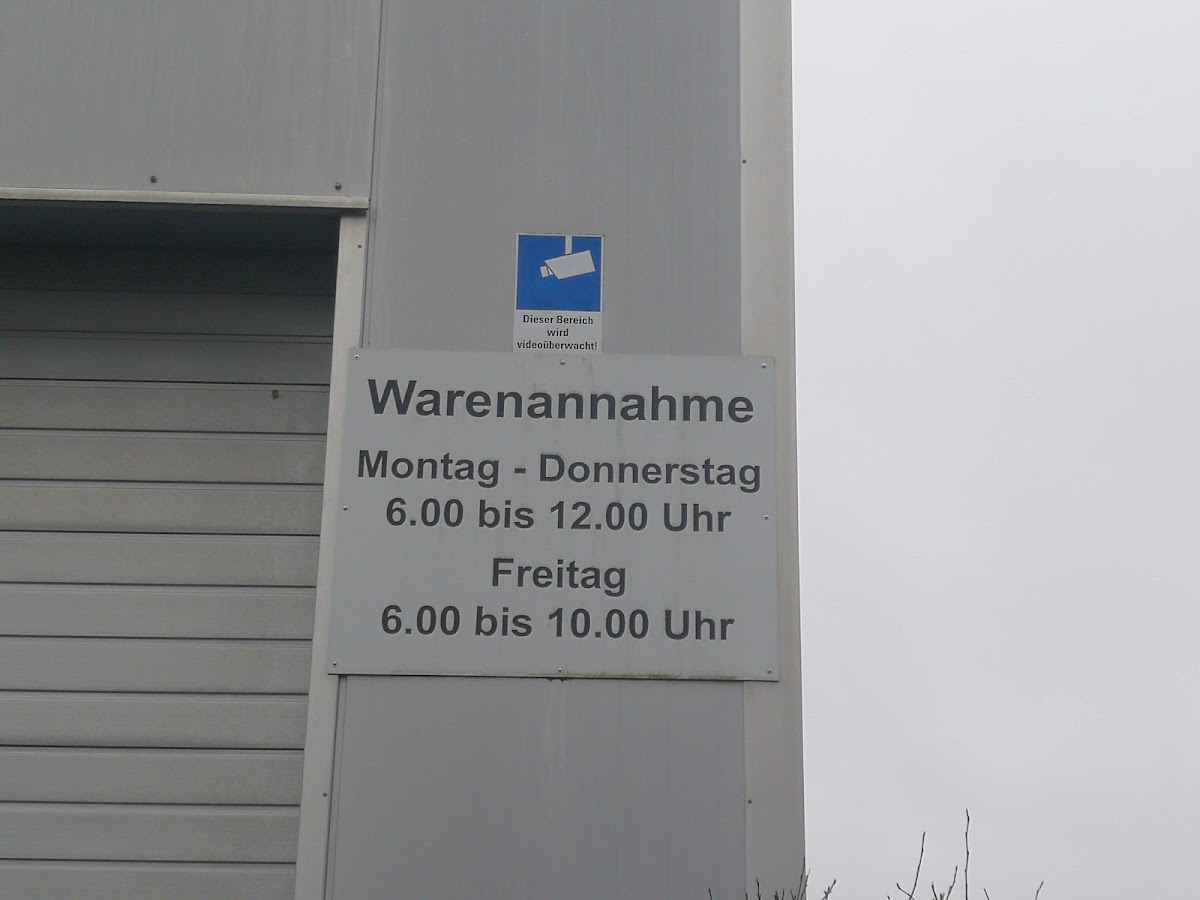 Dieser Bereich
wird
videoüberwacht!
Warenannahme
Montag - Donnerstag
6.00 bis 12.00 Uhr
Freitag
6.00 bis 10.00 Uhr